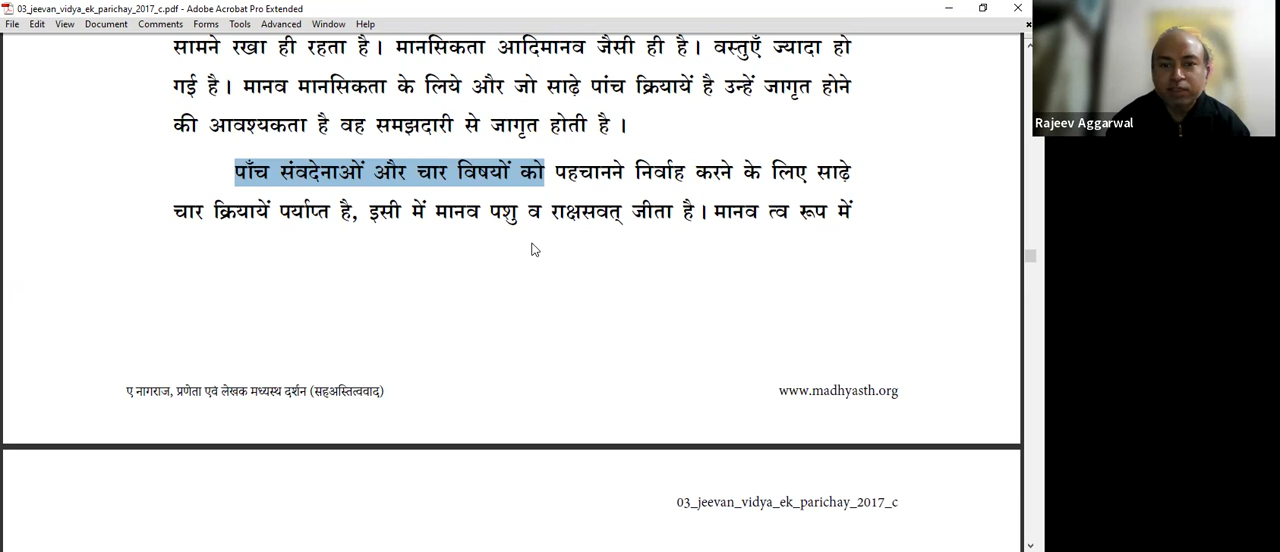 03_jeevan_vidya_ek_parichay_2017_c.pdf - Adobe Acrobat Pro Extended
File Edit View Document Comments Forms Tools Advanced Window Help
सामने रखा ही रहता है। मानसिकता आदिमानव जैसी ही है। वस्तुएँ ज्यादा हो
गई है। मानव मानसिकता के लिये और जो साढ़े पांच क्रियायें है उन्हें जागृत होने
की आवश्यकता है वह समझदारी से जागृत होती है ।
पाँच संवदेनाओं और चार विषयों को पहचानने निर्वाह करने के लिए साढ़े
चार क्रियायें पर्याप्त है, इसी में मानव पशु व राक्षसवत् जीता है। मानव त्व रूप में
ए नागराज, प्रणेता एवं लेखक मध्यस्थ दर्शन (सहअस्तित्ववाद)
www.madhyasth.org
03_jeevan_vidya_ek_parichay_2017_c
Rajeev Aggarwal